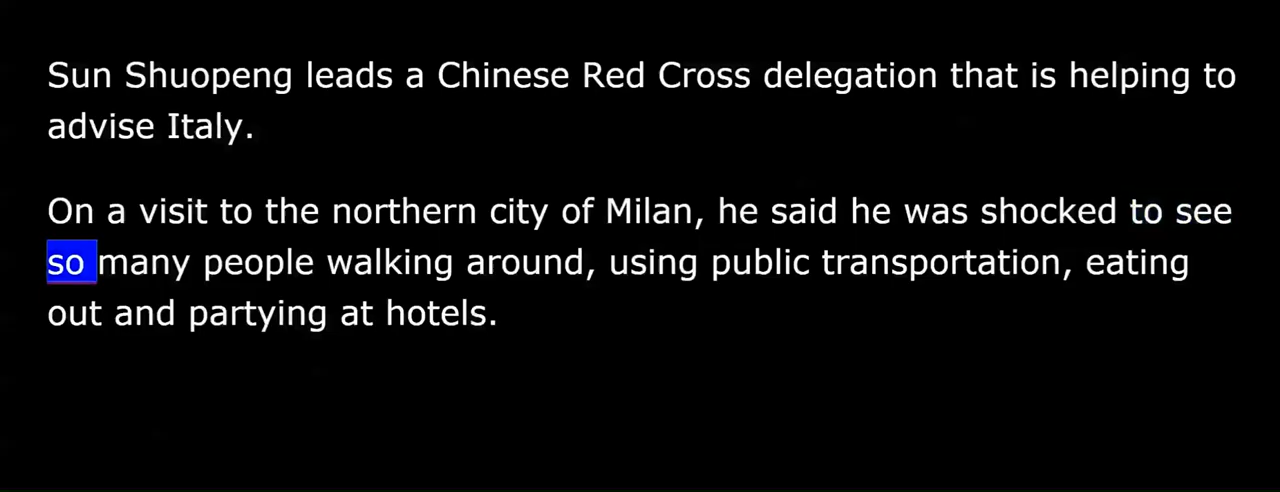 Sun Shuopeng leads a Chinese Red Cross delegation that is helping to
advise Italy.
On a visit to the northern city of Milan, he said he was shocked to see
so many people walking around, using public transportation, eating
out and partying at hotels.